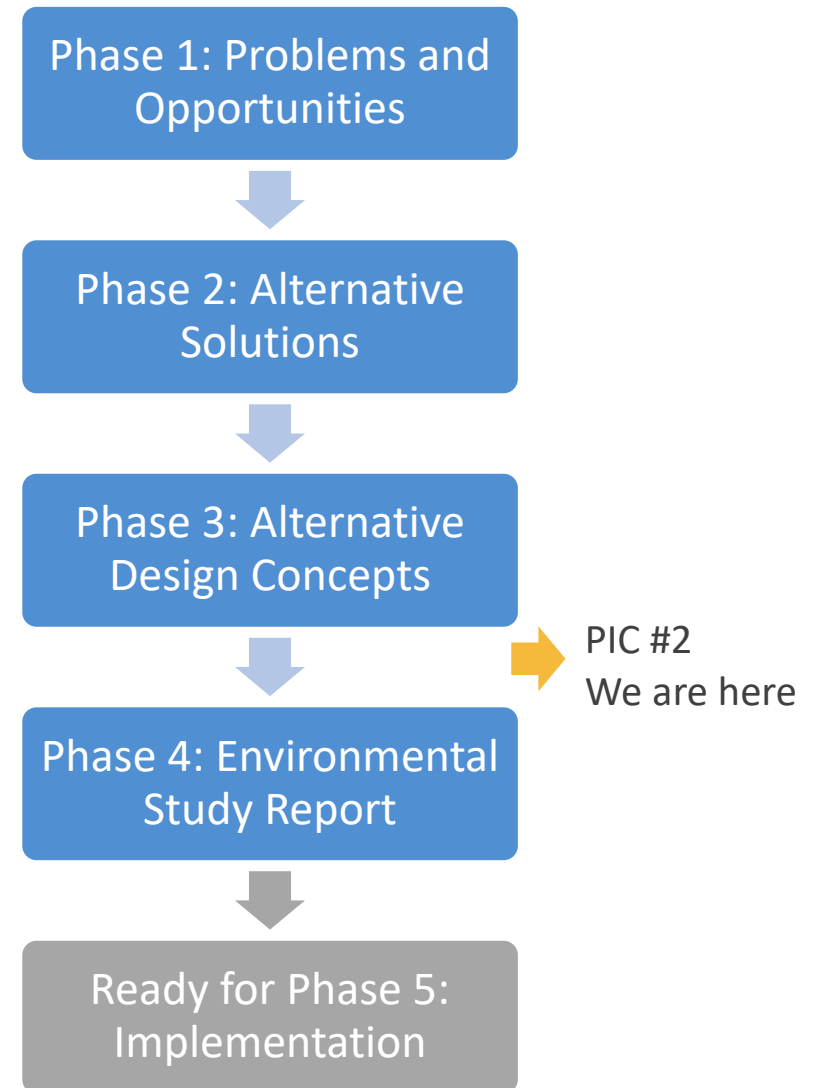 Phase 1: Problems and
Opportunities
Phase 2: Alternative
Solutions
Phase 3: Alternative
Design Concepts
PIC #2
We are here
Phase 4: Environmental
Study Report
Ready for Phase 5:
Implementation